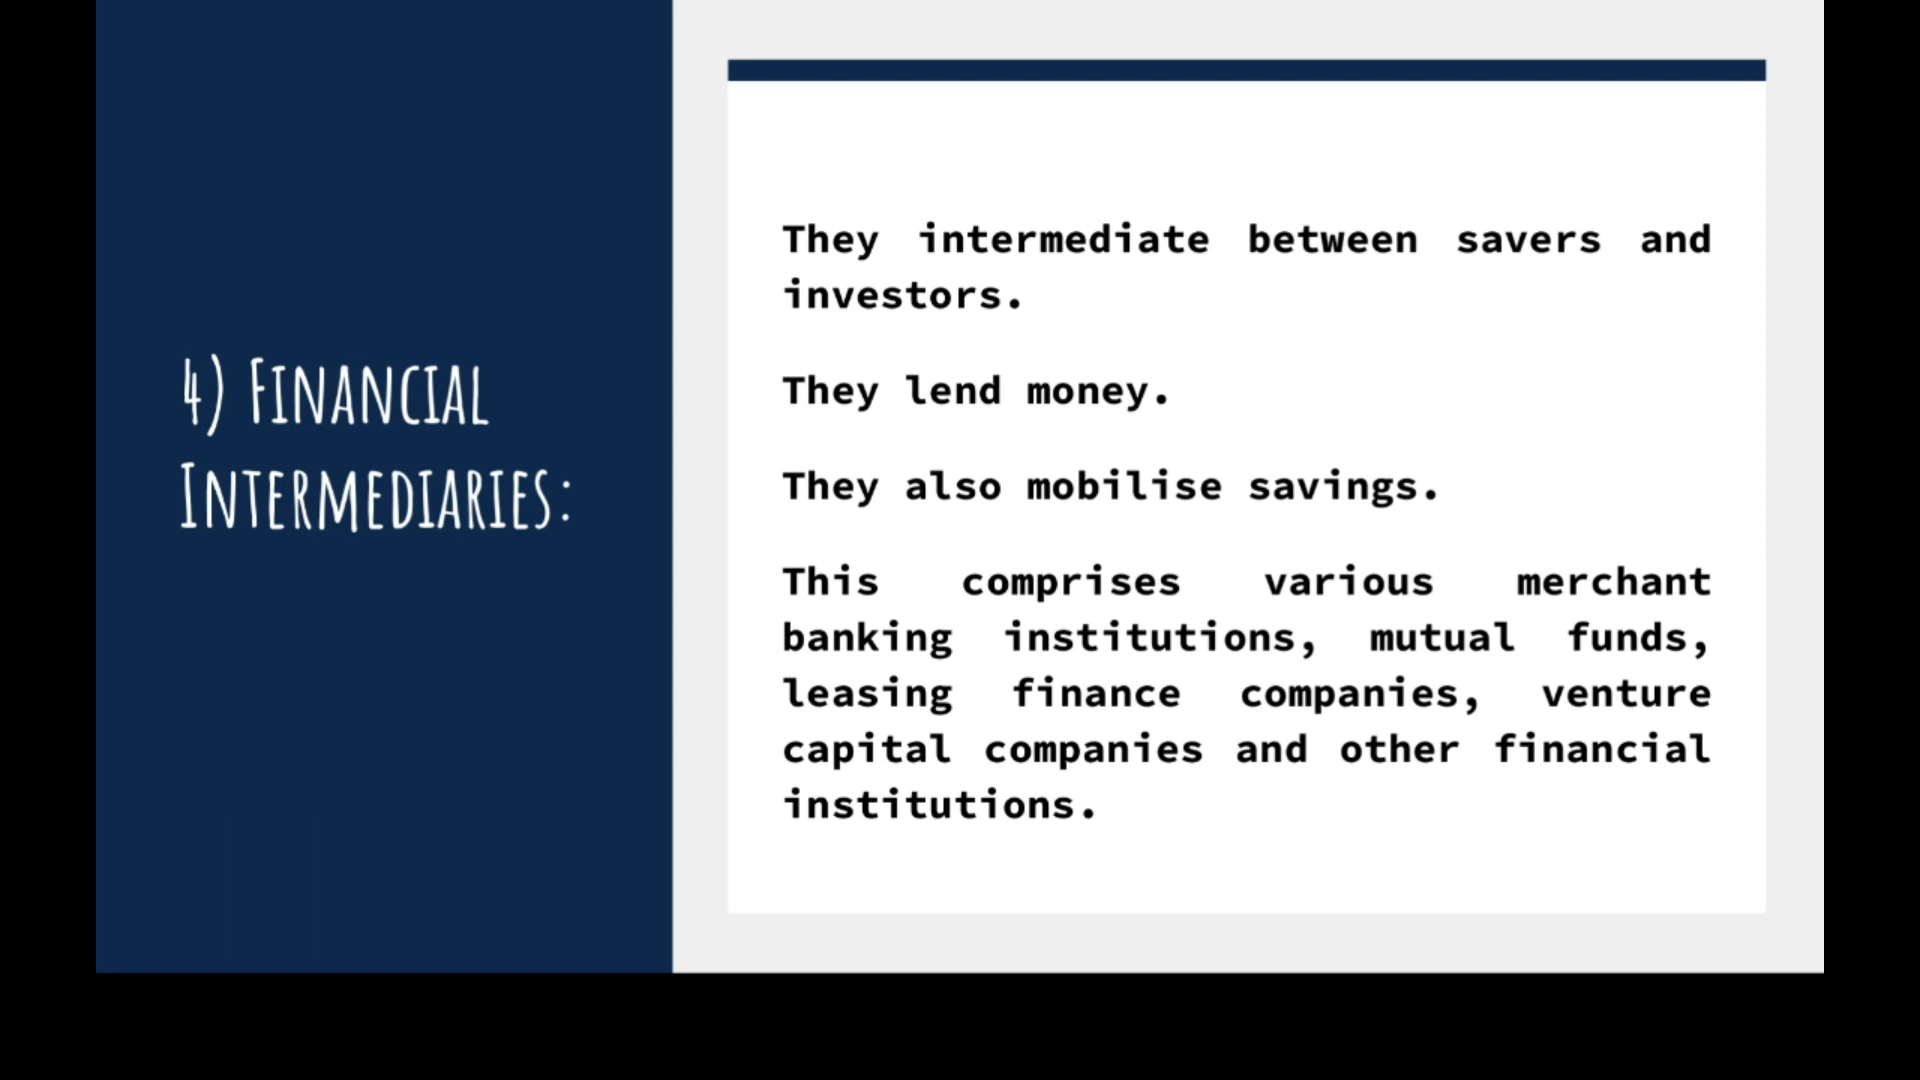 4) Financial
Intermediaries:
They intermediate between savers and
investors.
They lend money.
They also mobilise savings.
This comprises various merchant
banking institutions, mutual funds,
leasing finance companies, venture
capital companies and other financial
institutions.